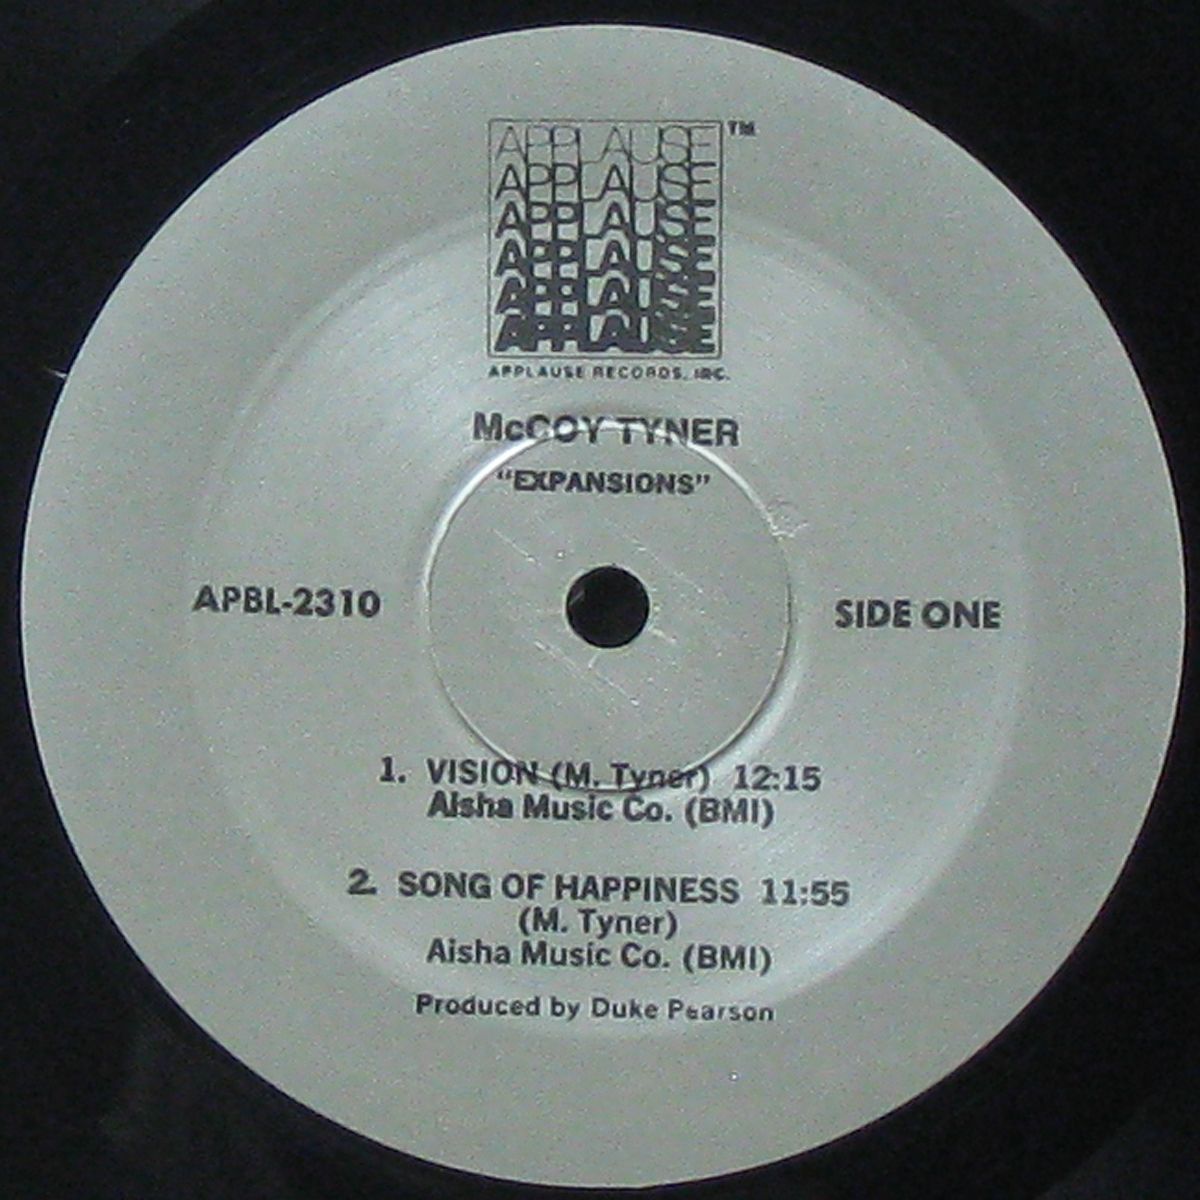 APPLAUSE TM
APPLAUSE
APPLAUSE
APPLAUSE
APPLAUSE
APPLAUSE
APPLAUSE RECORDS, INC.
McCOY TYNER
"EXPANSIONS"
APBL-2310
SIDE ONE
1. VISION (M. Tyner) 12:15
Aisha Music Co. (BMI)
2. SONG OF HAPPINESS 11:55
(M. Tyner)
Aisha Music Co. (BMI)
Produced by Duke Pearson